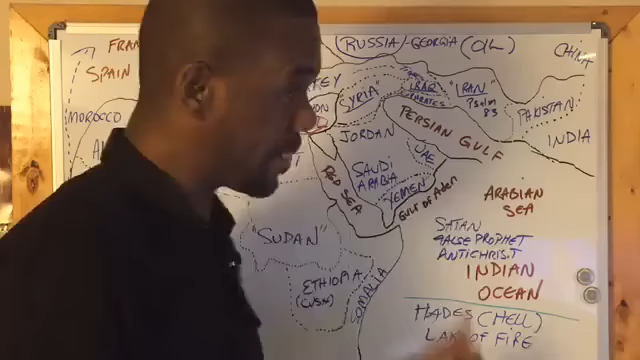 FRAN
SPAIN
MOROCCO
"RUSSIA"-GEORGIA(OIL)
CHINA
"SYRIA"
IRAQ
"IRAN"
Psalm
83
PAKISTAN
INDIA
JORDAN
PERSIAN GULF
UAE
SAUDI
ARABIA
"YEMEN"
RED SEA
Gulf of Aden
ARABIAN
SEA
SATAN
FALSE PROPHET
ANTICHRIST
INDIAN
OCEAN
"SUDAN"
ETHIOPIA
(CUSH)
SOMALIA
HADES (HELL)
LAKE OF FIRE